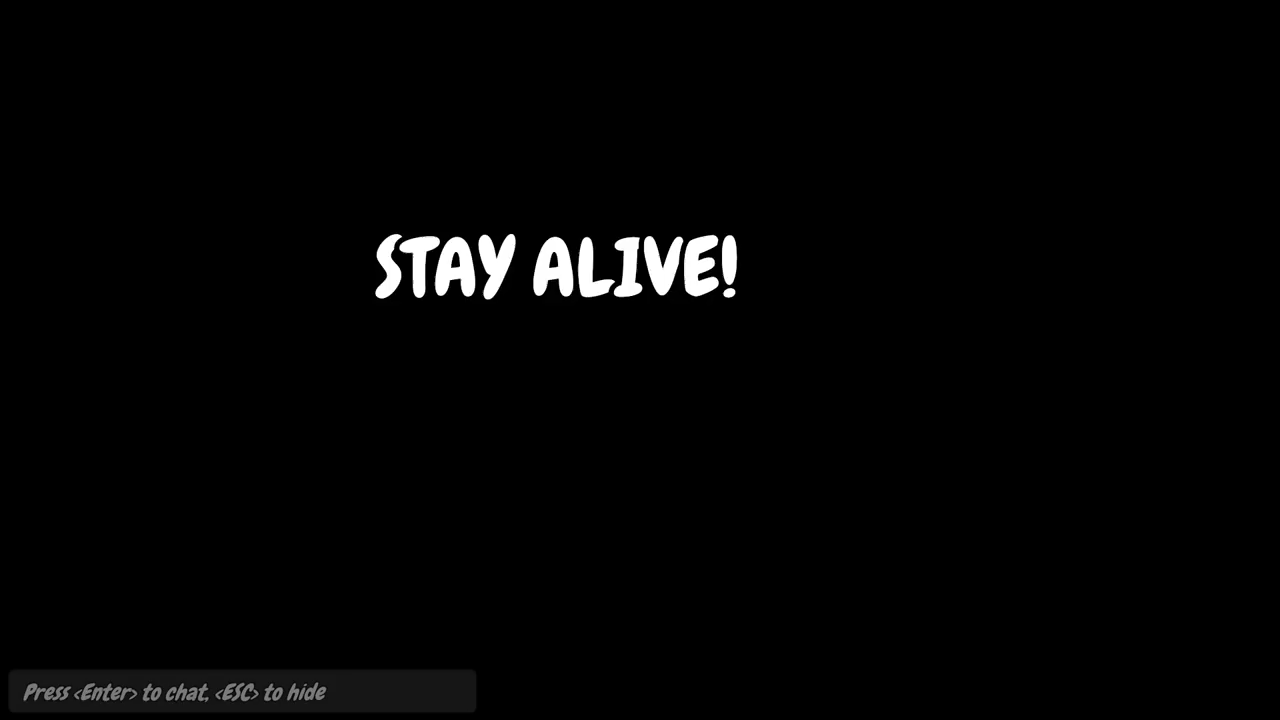 STAY ALIVE!
Press <Enter> to chat, <ESC> to hide